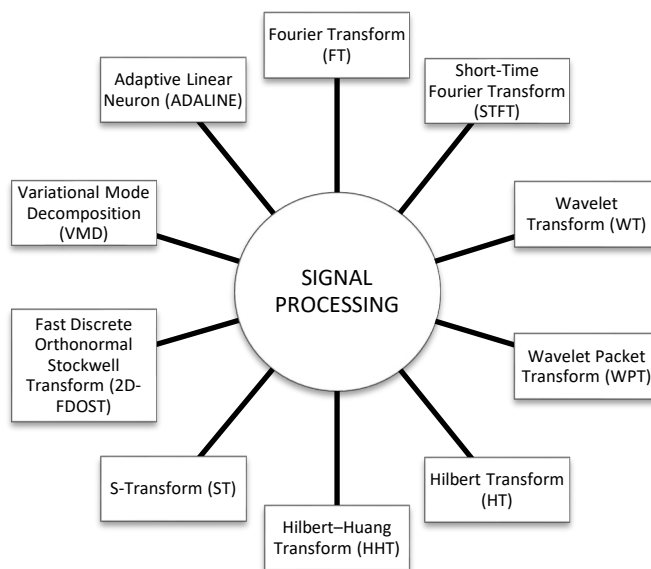 Fourier Transform
(FT)
Short-Time
Fourier Transform
(STFT)
Wavelet
Transform (WT)
Wavelet Packet
Transform (WPT)
Hilbert Transform
(HT)
Hilbert–Huang
Transform (HHT)
S-Transform (ST)
Fast Discrete
Orthonormal
Stockwell
Transform (2D-
FDOST)
Variational Mode
Decomposition
(VMD)
Adaptive Linear
Neuron (ADALINE)
SIGNAL
PROCESSING